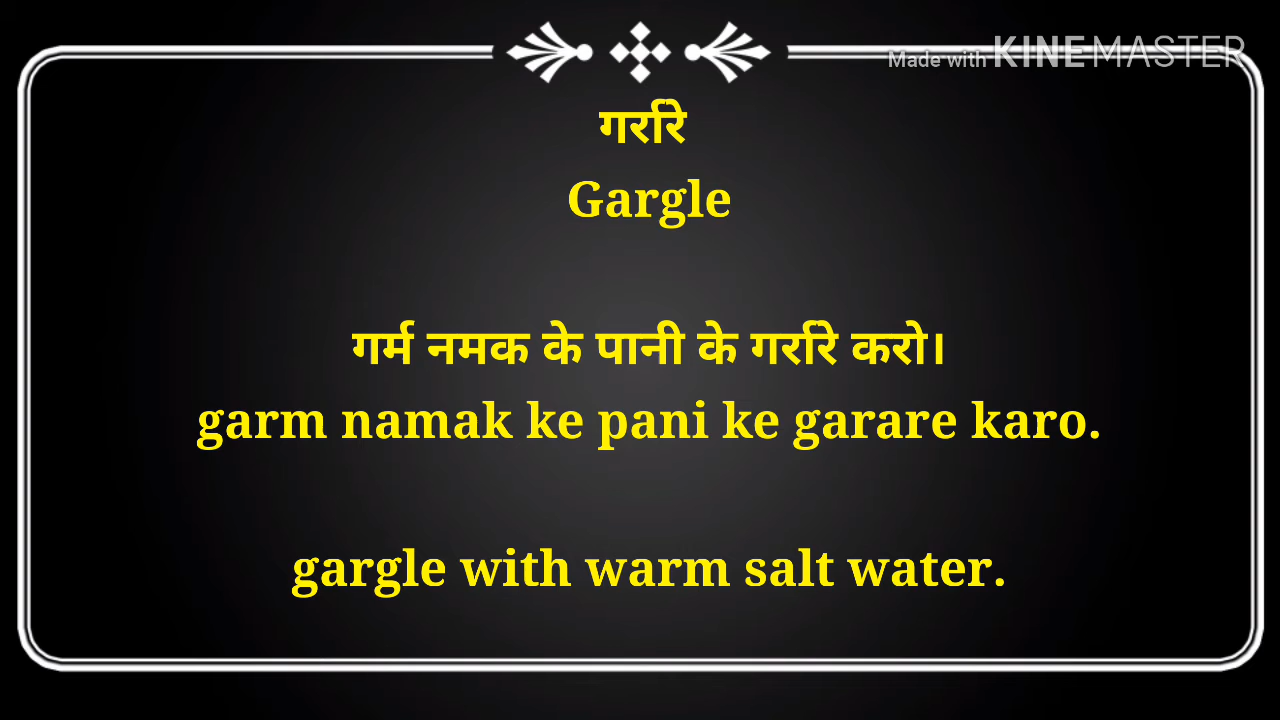 Made with KINEMASTER
गर्रारे
Gargle
गर्म नमक के पानी के गर्रारे करो।
garm namak ke pani ke garare karo.
gargle with warm salt water.